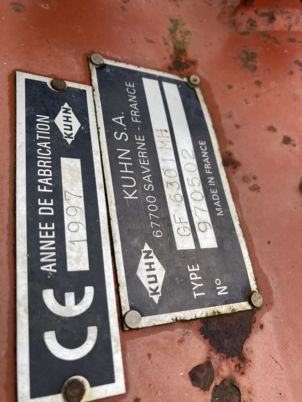 ANNEE DE FABRICATION
KUHN
1997
CE
KUHN S.A.
67700 SAVERNE - FRANCE
KUHN
TYPE GF 6301 MH
N° 970502
MADE IN FRANCE